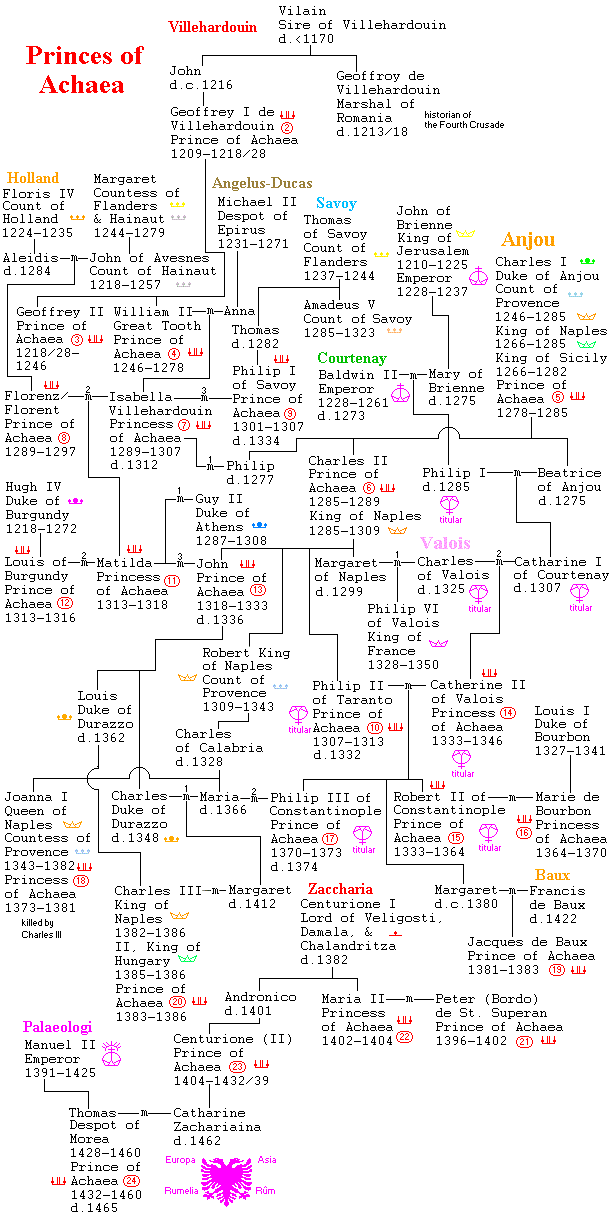 Princes of
Achaea
Villehardouin
Vilain
Sire of Villehardouin
d.<1170
John
d.c.1216
Geoffroy de
Villehardouin
Marshal of
Romania
d.1213/18
historian of
the Fourth Crusade
Geoffrey I de
Villehardouin 2
Prince of Achaea
1209–1218/28
Holland
Floris IV
Count of
Holland
1224–1235
Margaret
Countess of
Flanders
& Hainaut
1244–1279
Angelus-Ducas
Michael II
Despot of
Epirus
1231–1271
Savoy
Thomas
of Savoy
Count of
Flanders
1237–1244
John of
Brienne
King of
Jerusalem
1210–1225
Emperor
1228–1237
Anjou
Charles I
Duke of Anjou
Count of
Provence
1246–1285
King of Naples
1266–1285
King of Sicily
1266–1282
Prince of
Achaea 5
1278–1285
Aleidis m John of Avesnes
d.1284
Count of Hainaut
1218–1257
Amadeus V
Count of Savoy
1285–1323
Geoffrey II
Prince of
Achaea
3
1218/28–
1246
William II m Anna
Great Tooth
Prince of
Achaea 4
1246–1278
Thomas
d.1282
Courtenay
Baldwin II m Mary of
Emperor
1228–1261
d.1273
Brienne
d.1275
Florenz/ 2 m Isabella m 3
Florent
Prince of
Achaea
8
1289–1297
Villehardouin
Princess 7
of Achaea
1289–1307
d.1312
Philip I
of Savoy
Prince of
Achaea 9
1301–1307
d.1334
1
m
Philip
d.1277
Charles II
Prince of
Achaea 6
1285–1289
King of Naples
1285–1309
Philip I m Beatrice
d.1285
titular
of Anjou
d.1275
Hugh IV
Duke of
Burgundy
1218–1272
1
m
Guy II
Duke of
Athens
1287–1308
Valois
Louis of 2 m Matilda 3 m John
Burgundy
Prince of
Achaea
12
1313–1316
Princess
11
of Achaea
1313–1318
Prince of
Achaea 13
1318–1333
d.1336
Margaret 1 m Charles 2 m Catharine I
of Naples
d.1299
of Valois
d.1325
titular
of Courtenay
d.1307
titular
Philip VI
of Valois
King of
France
1328–1350
Robert King
of Naples
Count of
Provence
1309–1343
Louis
Duke of
Durazzo
d.1362
Philip II m Catherine II
of Taranto
Prince of
Achaea 10
1307–1313
d.1332
titular
of Valois
Princess 14
of Achaea
1333–1346
titular
Louis I
Duke of
Bourbon
1327–1341
Charles
of Calabria
d.1328
Joanna I
Queen of
Naples
Countess of
Provence
1343–1382
Princess 18
of Achaea
1373–1381
killed by
Charles III
Charles 1 m Maria 2 m Philip III of
Duke of
Durazzo
d.1348
d.1366
Constantinople
Prince of
Achaea 17
1370–1373
d.1374
titular
Robert II of m Marie de
Constantinople
Prince of
Achaea 15
1333–1364
titular
16
Bourbon
Princess
of Achaea
1364–1370
Charles III m Margaret
King of
Naples
1382–1386
II, King of
Hungary
1385–1386
Prince of
Achaea 20
1383–1386
d.1412
Zaccharia
Centurione I
Lord of Veligosti,
Damala, &
Chalandritza
d.1382
Baux
Margaret m Francis
d.c.1380
de Baux
d.1422
Jacques de Baux
Prince of Achaea
1381–1383 19
Andronico
d.1401
Maria II m Peter (Bordo)
Princess
of Achaea
1402–1404 22
de St. Superan
Prince of Achaea
1396–1402 21
Palaeologi
Manuel II
Emperor
1391–1425
Centurione (II)
Prince of
Achaea 23
1404–1432/39
Thomas m Catharine
Despot of
Morea
1428–1460
Prince of
Achaea 24
1432–1460
d.1465
Zachariaina
d.1462
Europa
Asia
Rumelia
Rûm